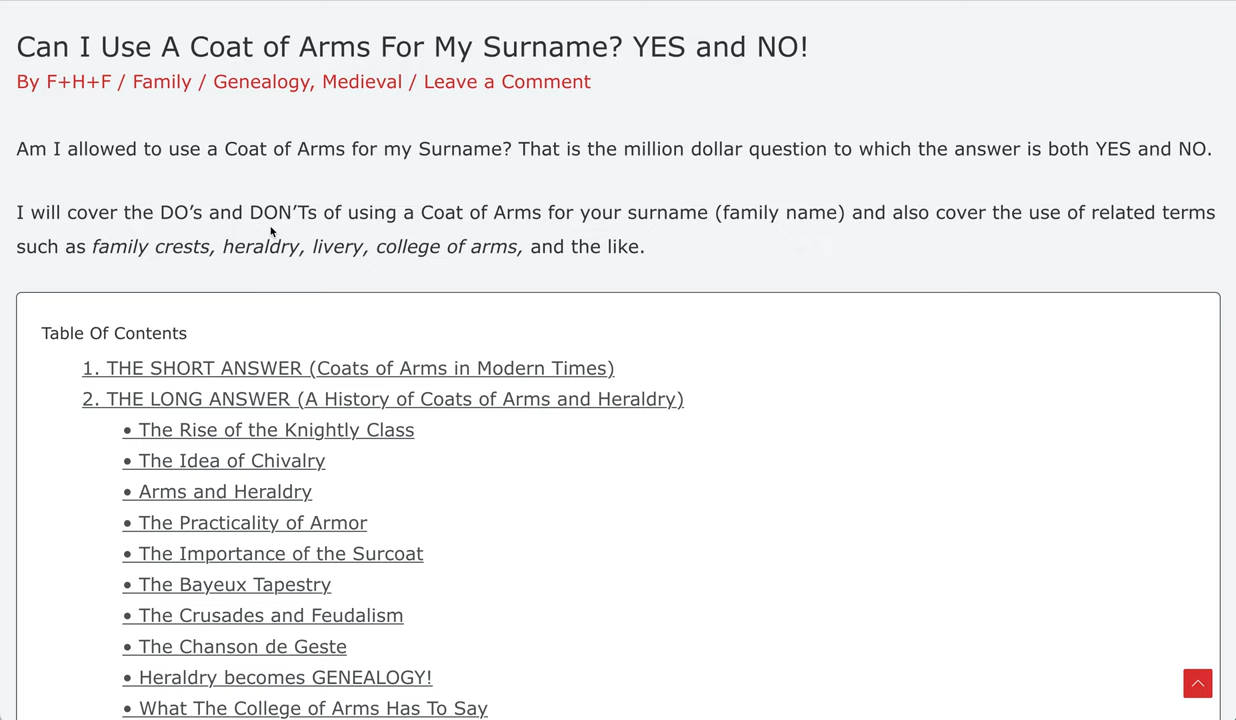 Can I Use A Coat of Arms For My Surname? YES and NO!
By F+H+F / Family / Genealogy, Medieval / Leave a Comment
Am I allowed to use a Coat of Arms for my Surname? That is the million dollar question to which the answer is both YES and NO.
I will cover the DO’s and DON’Ts of using a Coat of Arms for your surname (family name) and also cover the use of related terms
such as family crests, heraldry, livery, college of arms, and the like.
Table Of Contents
1. THE SHORT ANSWER (Coats of Arms in Modern Times)
2. THE LONG ANSWER (A History of Coats of Arms and Heraldry)
• The Rise of the Knightly Class
• The Idea of Chivalry
• Arms and Heraldry
• The Practicality of Armor
• The Importance of the Surcoat
• The Bayeux Tapestry
• The Crusades and Feudalism
• The Chanson de Geste
• Heraldry becomes GENEALOGY!
• What The College of Arms Has To Say